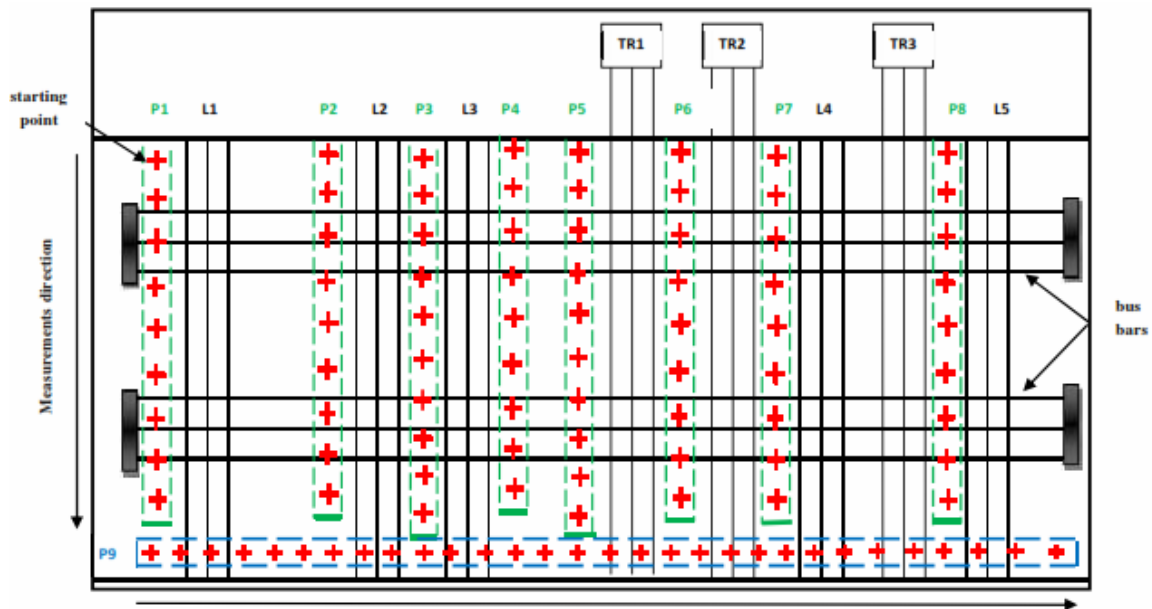 TR1 TR2 TR3
starting
point
P1 L1 P2 L2 P3 L3 P4 P5 P6 P7 L4 P8 L5
Measurements direction
bus
bars
P9